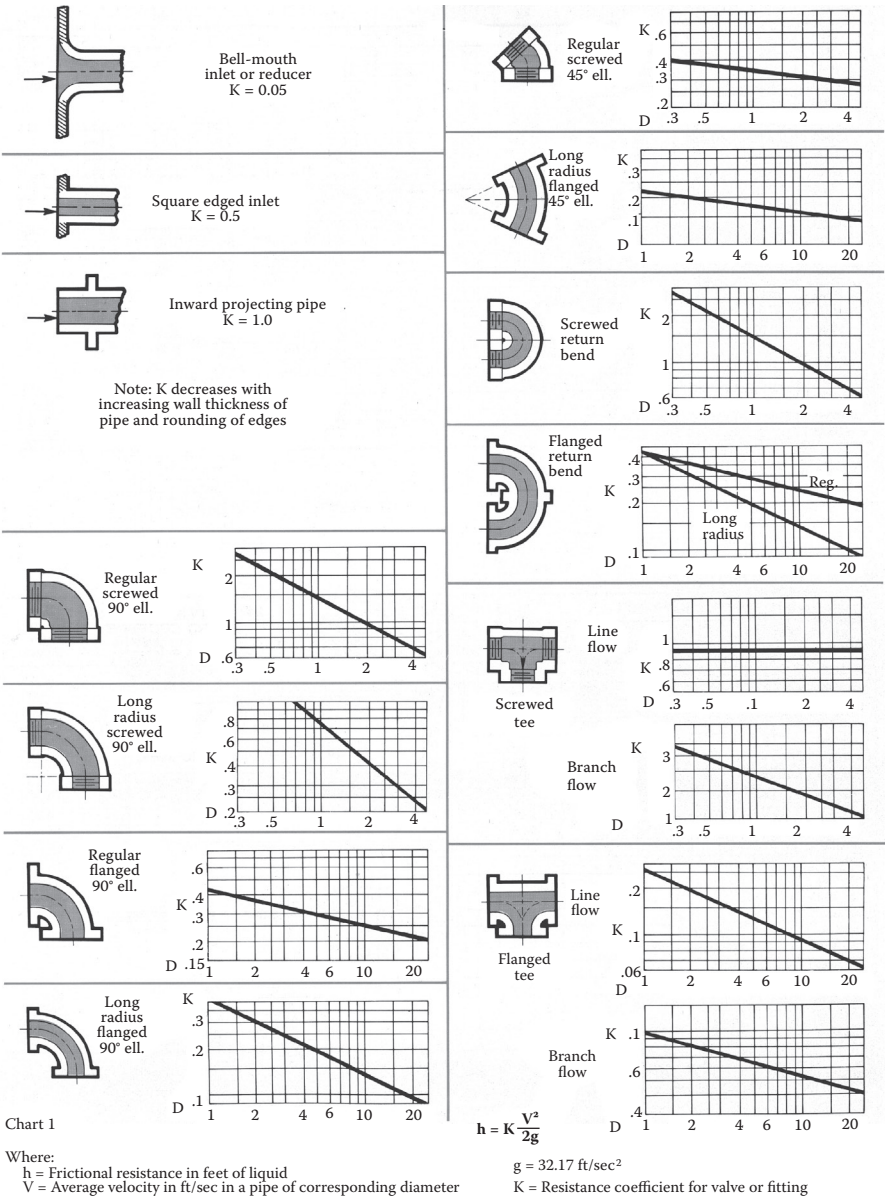 Bell-mouth
inlet or reducer
K = 0.05
Square edged inlet
K = 0.5
Inward projecting pipe
K = 1.0
Note: K decreases with
increasing wall thickness of
pipe and rounding of edges
Regular
screwed
90° ell.
K
2
1
D .6
.3 .5 1 2 4
Long
radius
screwed
90° ell.
.8
.6
K
.4
.3
D .2
.3 .5 1 2 4
Regular
flanged
90° ell.
.6
K .4
.3
.2
D .15
1 2 4 6 10 20
Long
radius
flanged
90° ell.
K
.3
.2
D .1
1 2 4 6 10 20
Chart 1
Regular
screwed
45° ell.
K .6
.4
.3
.2
D .3 .5 1 2 4
Long
radius
flanged
45° ell.
K
.3
.2
.1
D
1 2 4 6 10 20
Screwed
return
bend
K
2
1
.6
D .3 .5 1 2 4
Flanged
return
bend
.4
.3
K
.2
.1
Reg.
Long
radius
D 1 2 4 6 10 20
Screwed
tee
Line
flow
1
K .8
.6
D .3 .5 .1 2 4
Branch
flow
K
3
2
1
D .3 .5 1 2 4
Flanged
tee
Line
flow
.2
K
.1
.06
D 1 2 4 6 10 20
Branch
flow
K .1
.6
.4
D 1 2 4 6 10 20
h = K V²/2g
Where:
h = Frictional resistance in feet of liquid
V = Average velocity in ft/sec in a pipe of corresponding diameter
g = 32.17 ft/sec²
K = Resistance coefficient for valve or fitting